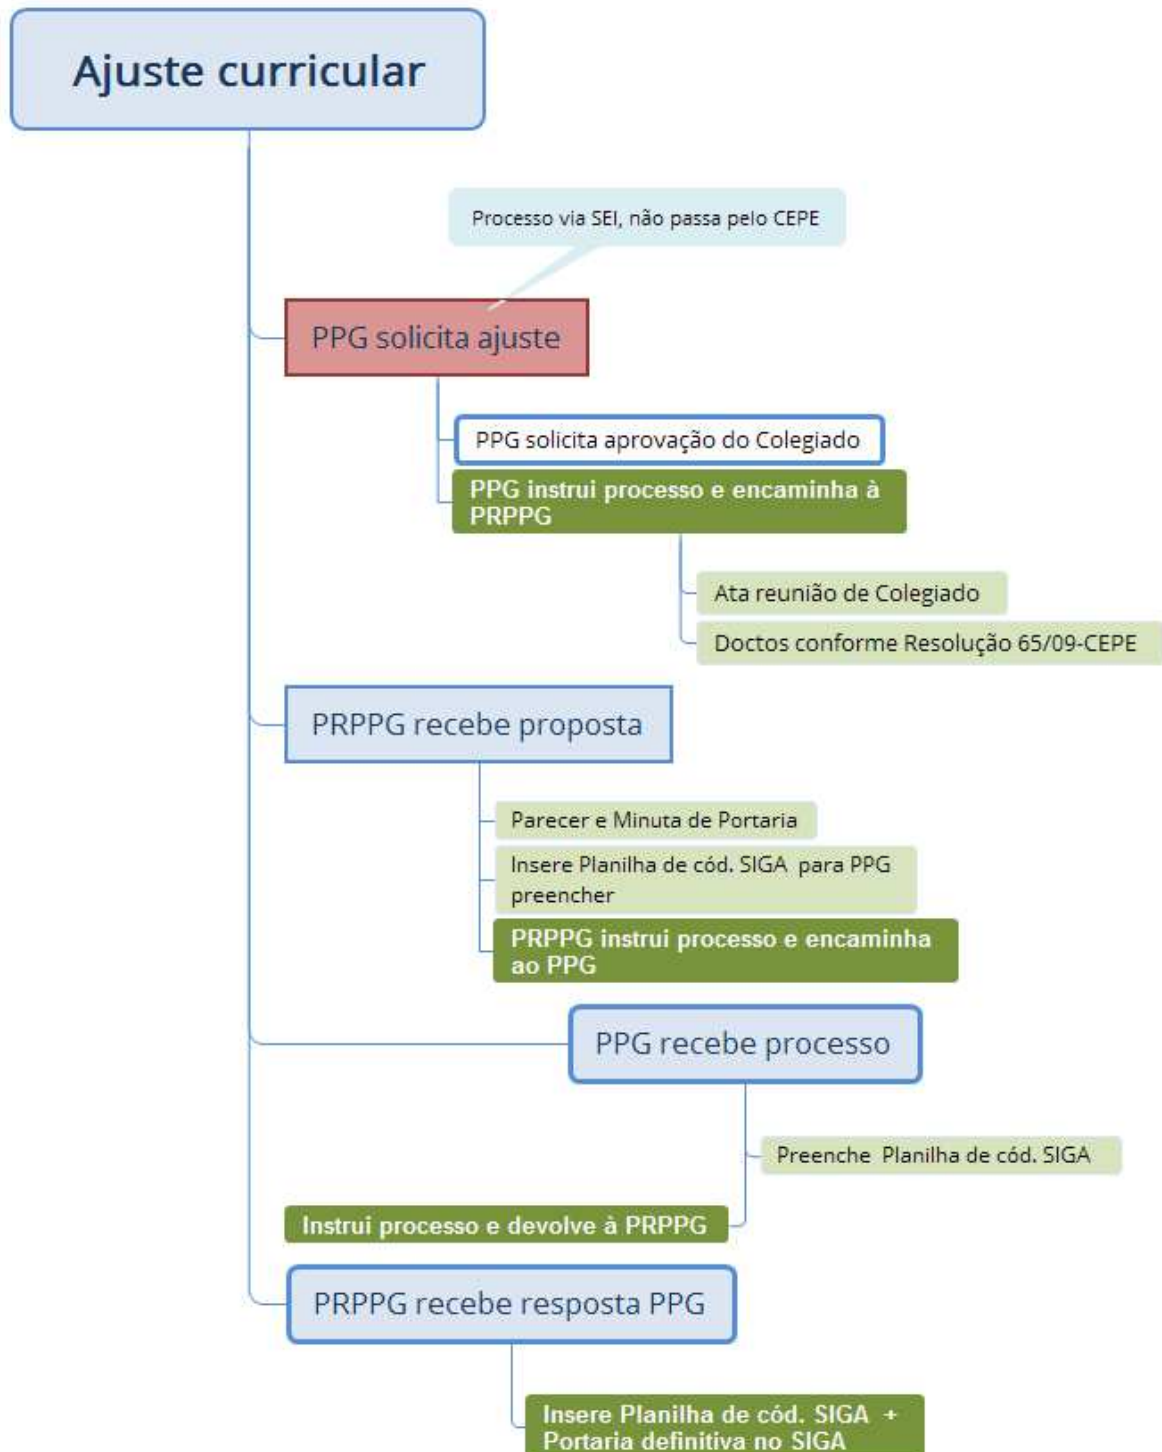 Ajuste curricular
Processo via SEI, não passa pelo CEPE
PPG solicita ajuste
PPG solicita aprovação do Colegiado
PPG instrui processo e encaminha à
PRPPG
Ata reunião de Colegiado
Doctos conforme Resolução 65/09-CEPE
PRPPG recebe proposta
Parecer e Minuta de Portaria
Insere Planilha de cód. SIGA para PPG
preencher
PRPPG instrui processo e encaminha
ao PPG
PPG recebe processo
Preenche Planilha de cód. SIGA
Instrui processo e devolve à PRPPG
PRPPG recebe resposta PPG
Insere Planilha de cód. SIGA +
Portaria definitiva no SIGA